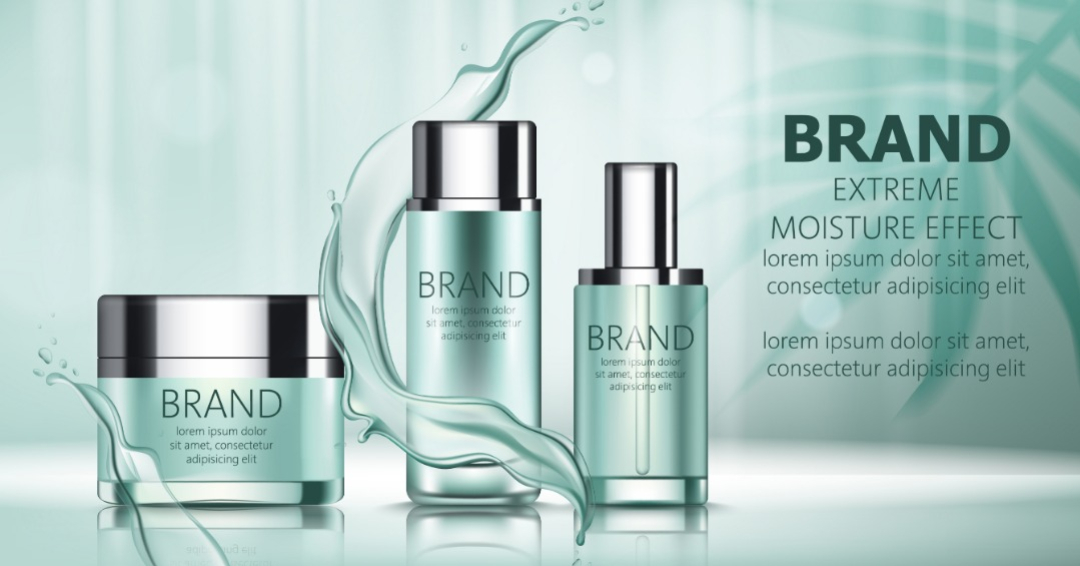 BRAND
lorem ipsum dolor
sit amet, consectetur
adipisicing elit
BRAND
lorem ipsum dolor
sit amet, consectetur
adipisicing elit
BRAND
lorem ipsum dolor
sit amet, consectetur
adipisicing elit
BRAND
EXTREME
MOISTURE EFFECT
lorem ipsum dolor sit amet,
consectetur adipisicing elit
lorem ipsum dolor sit amet,
consectetur adipisicing elit